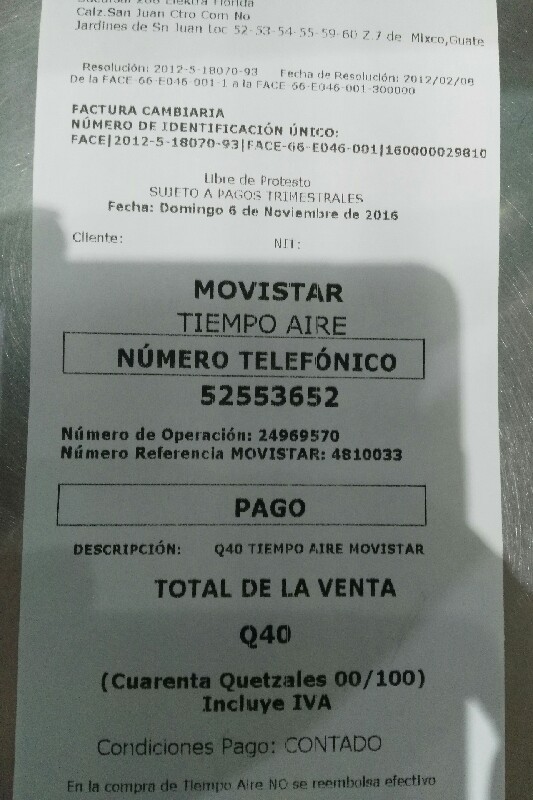 Sucursal 266 Elektra Florida
Calz.San Juan Ctro Com No
Jardines de Sn Juan Loc 52-53-54-55-59-60 Z.7 de Mixco,Guate
Resolución: 2012-5-18070-93 Fecha de Resolución: 2012/02/09
De la FACE-66-E046-001-1 a la FACE-66-E046-001-300000
FACTURA CAMBIARIA
NÚMERO DE IDENTIFICACIÓN ÚNICO:
FACE|2012-5-18070-93|FACE-66-E046-001|160000029810
Libre de Protesto
SUJETO A PAGOS TRIMESTRALES
Fecha: Domingo 6 de Noviembre de 2016
Cliente: NIT:
MOVISTAR
TIEMPO AIRE
NÚMERO TELEFÓNICO
52553652
Número de Operación: 24969570
Número Referencia MOVISTAR: 4810033
PAGO
DESCRIPCIÓN: Q40 TIEMPO AIRE MOVISTAR
TOTAL DE LA VENTA
Q40
(Cuarenta Quetzales 00/100)
Incluye IVA
Condiciones Pago: CONTADO
En la compra de Tiempo Aire NO se reembolsa efectivo